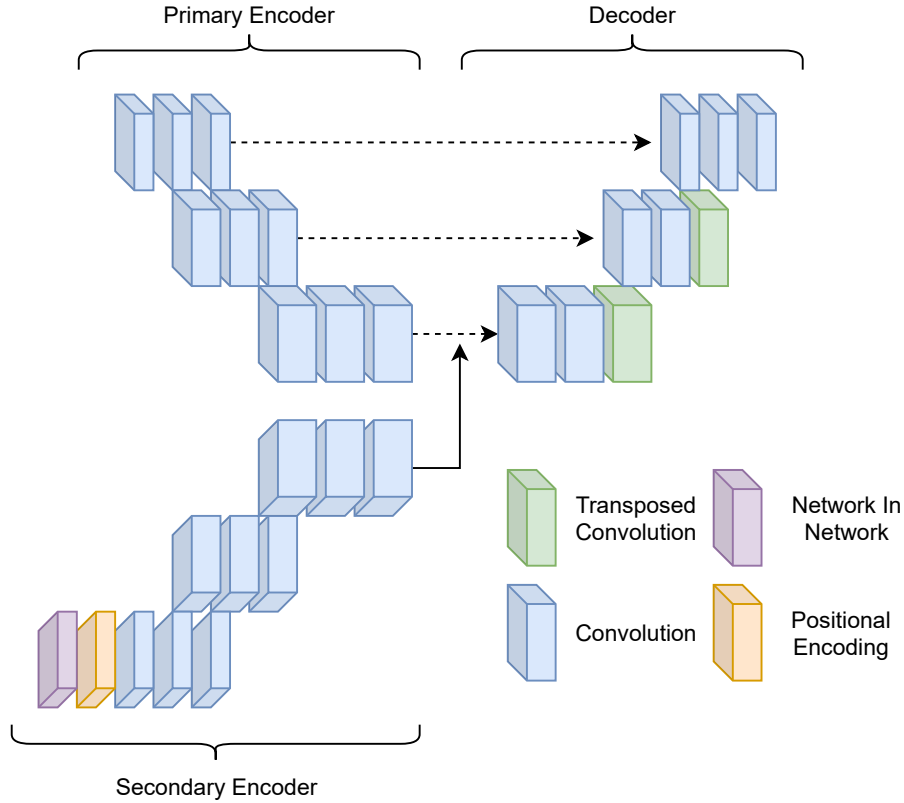 Primary Encoder
Decoder
Transposed
Convolution
Network In
Network
Convolution
Positional
Encoding
Secondary Encoder